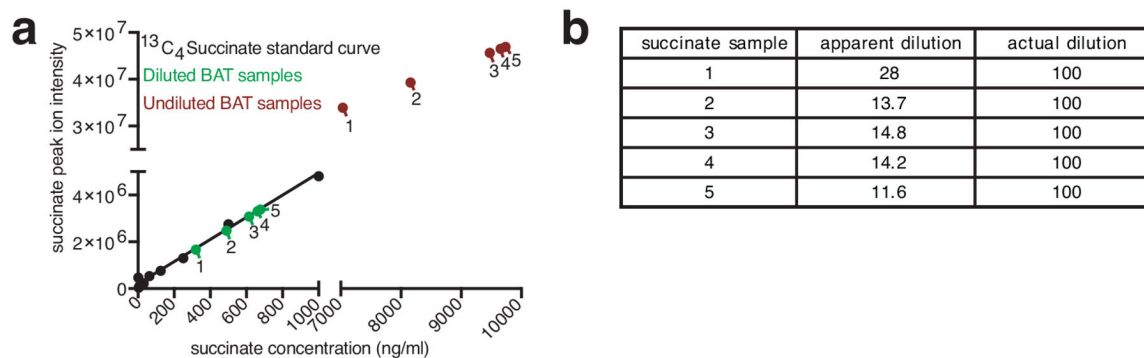 a
5×10⁷
4×10⁷
3×10⁷
4×10⁶
2×10⁶
0
succinate peak ion intensity
¹³C₄Succinate standard curve
Diluted BAT samples
Undiluted BAT samples
1
2
3 4 5
1
2
3
4
5
0 200 400 600 800 1000 7000 8000 9000 10000
succinate concentration (ng/ml)
b
succinate sample apparent dilution actual dilution
1 28 100
2 13.7 100
3 14.8 100
4 14.2 100
5 11.6 100